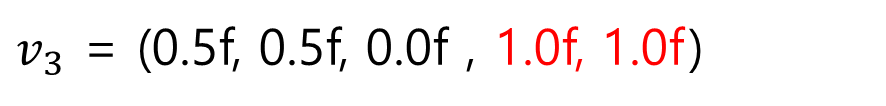 v₃ = (0.5f, 0.5f, 0.0f , 1.0f, 1.0f)